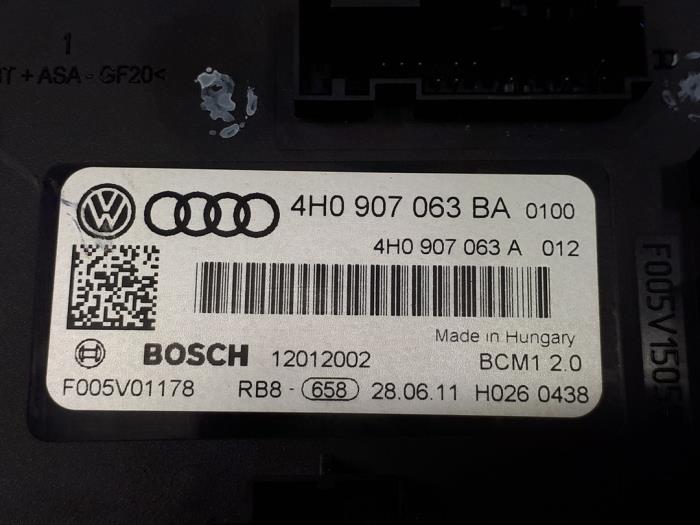 1
+ ASA - GF20<
4H0 907 063 BA 0100
4H0 907 063 A 012
Made in Hungary
BOSCH 12012002 BCM1 2.0
F005V01178 RB8 - 658 28.06.11 H026 0438
F005V1505